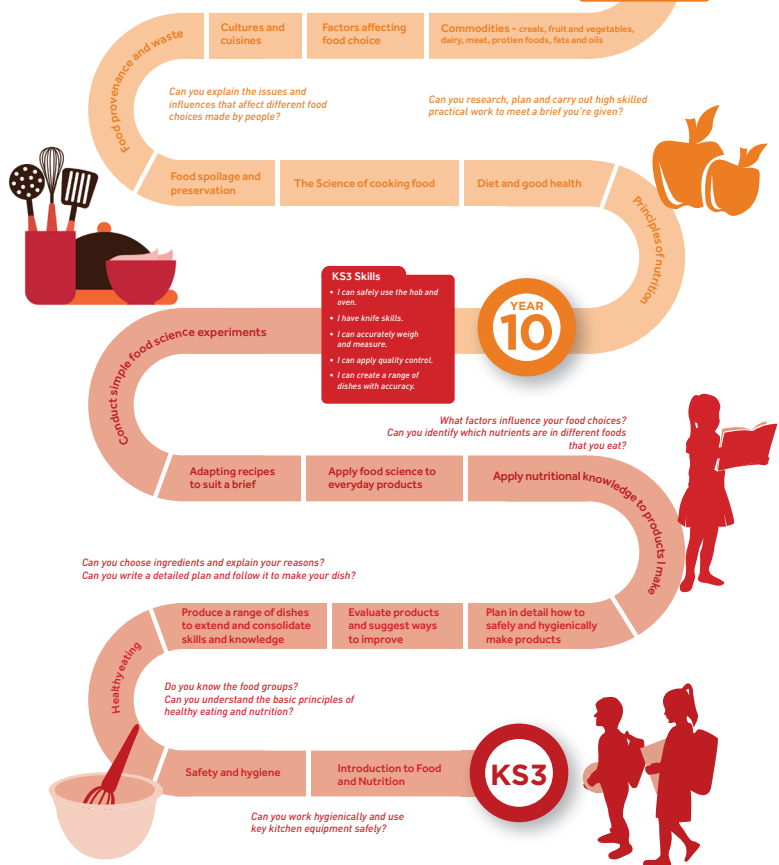 Cultures and
cuisines
Factors affecting
food choice
Commodities - creals, fruit and vegetables,
dairy, meat, protien foods, fats and oils
Food provenance and waste
Can you explain the issues and
influences that affect different food
choices made by people?
Can you research, plan and carry out high skilled
practical work to meet a brief you're given?
Food spoilage and
preservation
The Science of cooking food
Diet and good health
Principles of nutrition
KS3 Skills
• I can safely use the hob and
oven.
• I have knife skills.
• I can accurately weigh
and measure.
• I can apply quality control.
• I can create a range of
dishes with accuracy.
YEAR
10
Conduct simple food science experiments
What factors influence your food choices?
Can you identify which nutrients are in different foods
that you eat?
Adapting recipes
to suit a brief
Apply food science to
everyday products
Apply nutritional knowledge to products I make
Can you choose ingredients and explain your reasons?
Can you write a detailed plan and follow it to make your dish?
Produce a range of dishes
to extend and consolidate
skills and knowledge
Evaluate products
and suggest ways
to improve
Plan in detail how to
safely and hygienically
make products
Healthy eating
Do you know the food groups?
Can you understand the basic principles of
healthy eating and nutrition?
Safety and hygiene
Introduction to Food
and Nutrition
KS3
Can you work hygienically and use
key kitchen equipment safely?